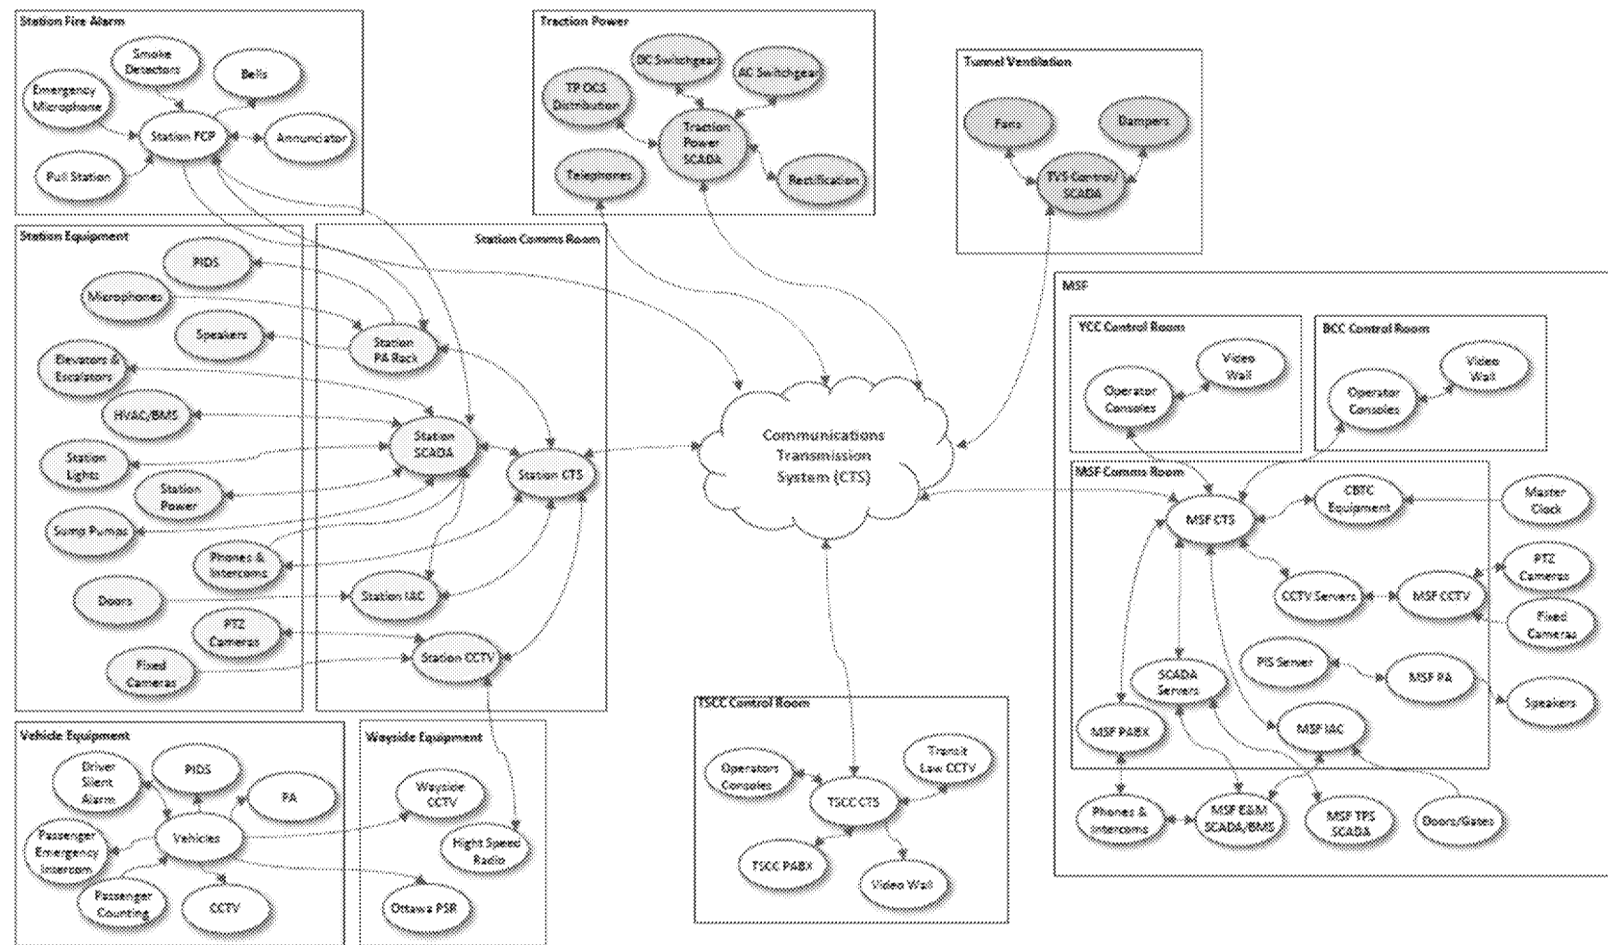 Station Fire Alarm
Smoke
Detectors
Bells
Emergency
Microphone
Station FCP
Annunciator
Pull Station
Traction Power
DC Switchgear
AC Switchgear
TP OCS
Distribution
Traction
Power
SCADA
Telephones
Rectification
Tunnel Ventilation
Fans
Dampers
TVS Control/
SCADA
Station Equipment
PIDS
Microphones
Speakers
Elevators &
Escalators
HVAC/BMS
Station
Lights
Station
Power
Sump Pumps
Phones &
Intercoms
Doors
PTZ
Cameras
Fixed
Cameras
Station Comms Room
Station
PA Rack
Station
SCADA
Station CTS
Station IAC
Station CCTV
Communications
Transmission
System (CTS)
MSF
YCC Control Room
Video
Wall
Operator
Consoles
BCC Control Room
Video
Wall
Operator
Consoles
MSF Comms Room
MSF CTS
CBTC
Equipment
Master
Clock
CCTV Servers
MSF CCTV
PTZ
Cameras
Fixed
Cameras
PIS Server
MSF PA
Speakers
SCADA
Servers
MSF PABX
MSF IAC
Phones &
Intercoms
MSF E&M
SCADA/BMS
MSF TPS
SCADA
Doors/Gates
Vehicle Equipment
Driver
Silent
Alarm
PIDS
PA
Passenger
Emergency
Intercom
Vehicles
Passenger
Counting
CCTV
Wayside Equipment
Wayside
CCTV
Hight Speed
Radio
Ottawa PSR
TSCC Control Room
Operators
Consoles
Transit
Law CCTV
TSCC CTS
TSCC PABX
Video Wall